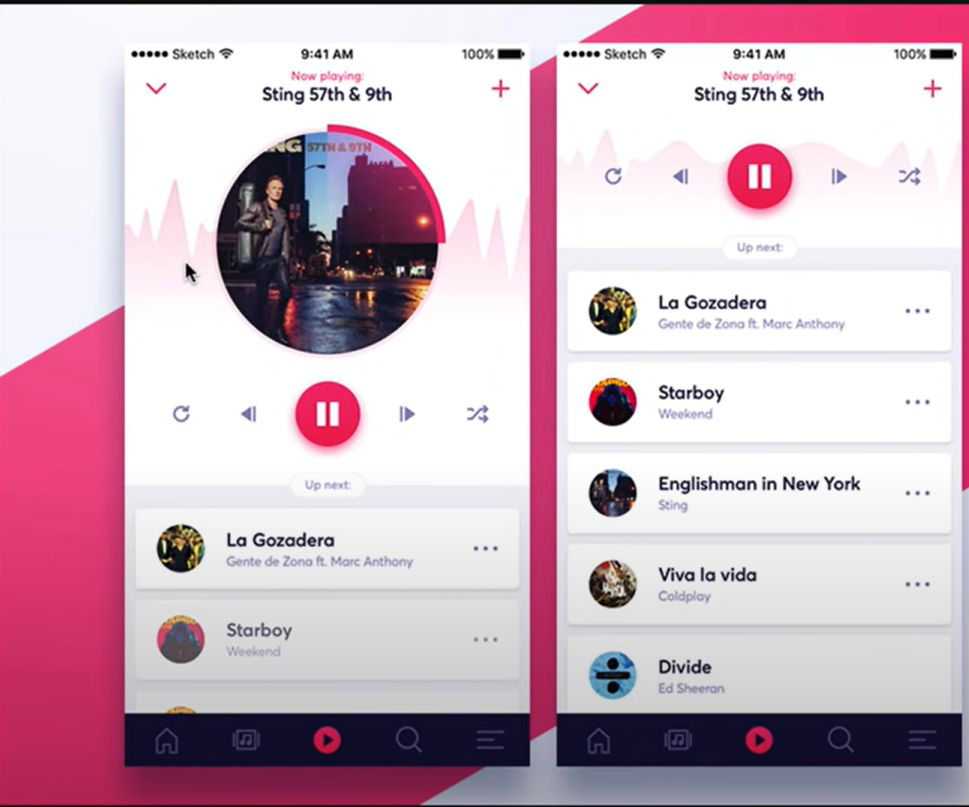 Sketch 9:41 AM 100%
Now playing:
Sting 57th & 9th
NG 57TH & 9TH
Up next:
La Gozadera
Gente de Zona ft. Marc Anthony
Starboy
Weekend
Sketch 9:41 AM 100%
Now playing:
Sting 57th & 9th
Up next:
La Gozadera
Gente de Zona ft. Marc Anthony
Starboy
Weekend
Englishman in New York
Sting
Viva la vida
Coldplay
Divide
Ed Sheeran